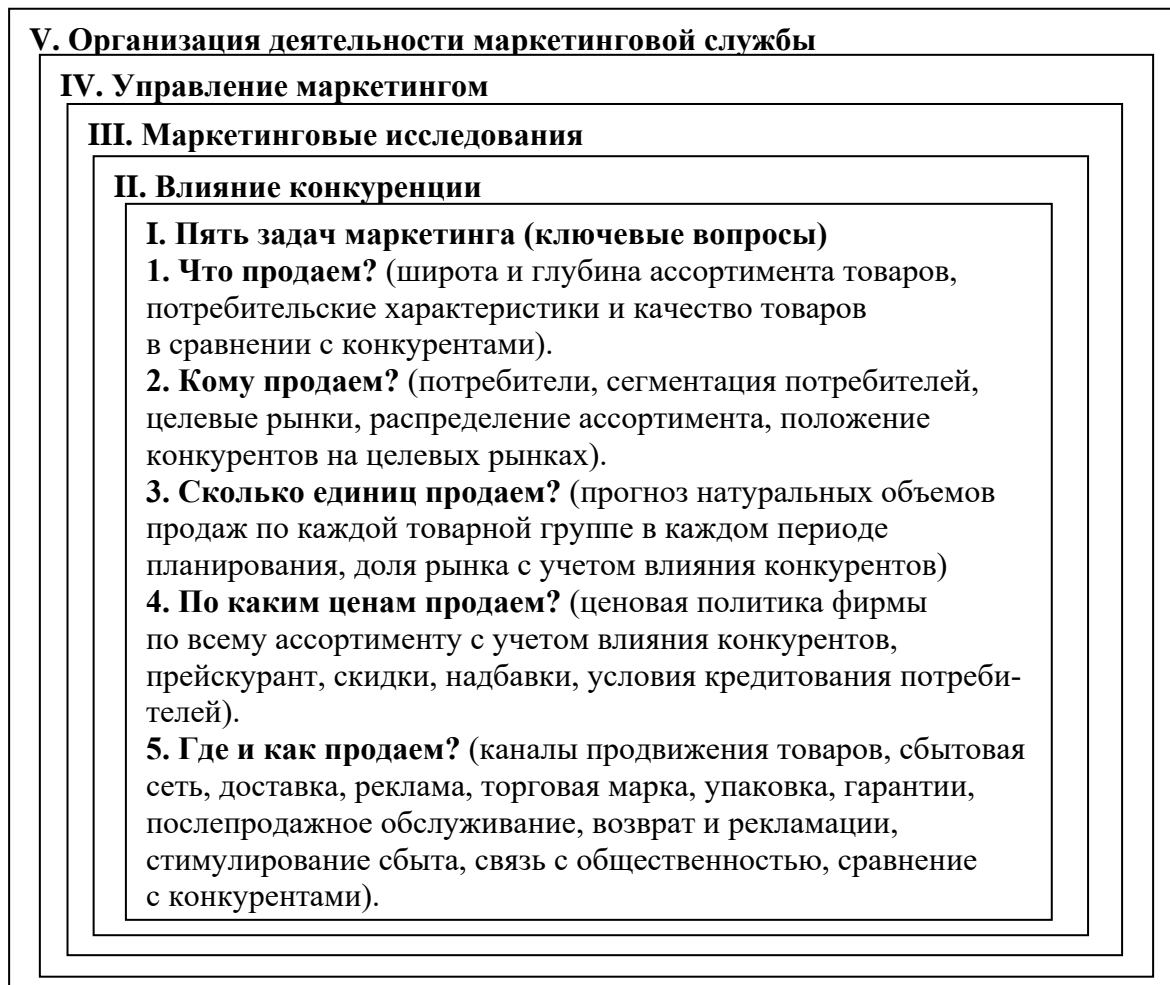 V. Организация деятельности маркетинговой службы
IV. Управление маркетингом
III. Маркетинговые исследования
II. Влияние конкуренции
I. Пять задач маркетинга (ключевые вопросы)
1. Что продаем? (широта и глубина ассортимента товаров,
потребительские характеристики и качество товаров
в сравнении с конкурентами).
2. Кому продаем? (потребители, сегментация потребителей,
целевые рынки, распределение ассортимента, положение
конкурентов на целевых рынках).
3. Сколько единиц продаем? (прогноз натуральных объемов
продаж по каждой товарной группе в каждом периоде
планирования, доля рынка с учетом влияния конкурентов)
4. По каким ценам продаем? (ценовая политика фирмы
по всему ассортименту с учетом влияния конкурентов,
прейскурант, скидки, надбавки, условия кредитования потреби-
телей).
5. Где и как продаем? (каналы продвижения товаров, сбытовая
сеть, доставка, реклама, торговая марка, упаковка, гарантии,
послепродажное обслуживание, возврат и рекламации,
стимулирование сбыта, связь с общественностью, сравнение
с конкурентами).